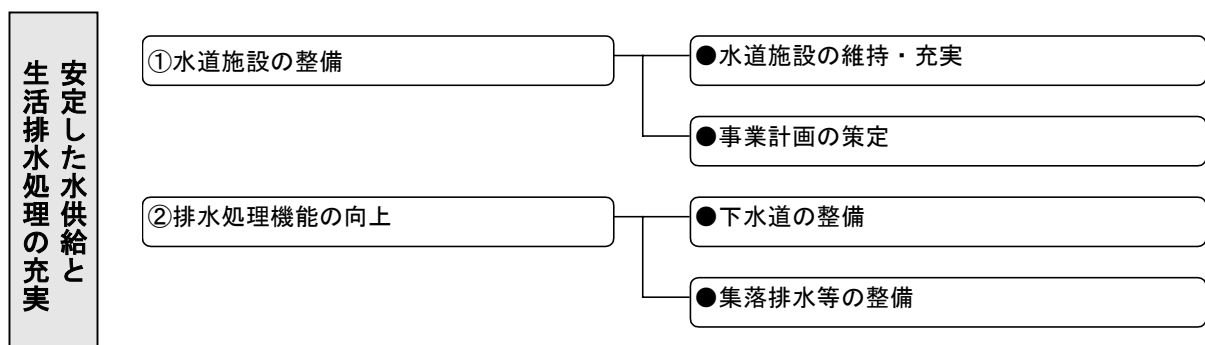 安定した水供給と
生活排水処理の充実
①水道施設の整備
●水道施設の維持・充実
●事業計画の策定
②排水処理機能の向上
●下水道の整備
●集落排水等の整備